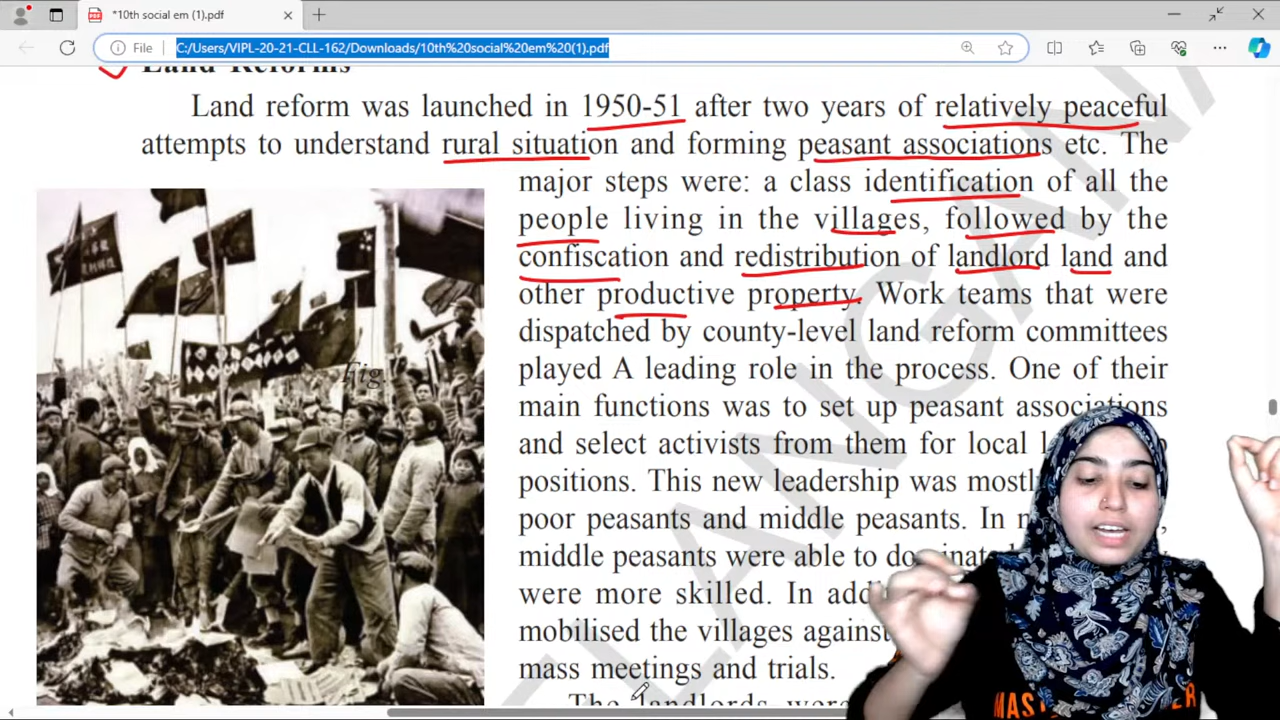 *10th social em (1).pdf
File
C:/Users/VIPL-20-21-CLL-162/Downloads/10th%20social%20em%20(1).pdf
Land Reforms
Land reform was launched in 1950-51 after two years of relatively peaceful
attempts to understand rural situation and forming peasant associations etc. The
major steps were: a class identification of all the
people living in the villages, followed by the
confiscation and redistribution of landlord land and
other productive property. Work teams that were
dispatched by county-level land reform committees
played A leading role in the process. One of their
Fig.
main functions was to set up peasant associations
and select activists from them for local
positions. This new leadership was
poor peasants and middle peasants. In
middle peasants were able to
were more skilled. In
mobilised the villages against
mass meetings and trials.
The landlords were